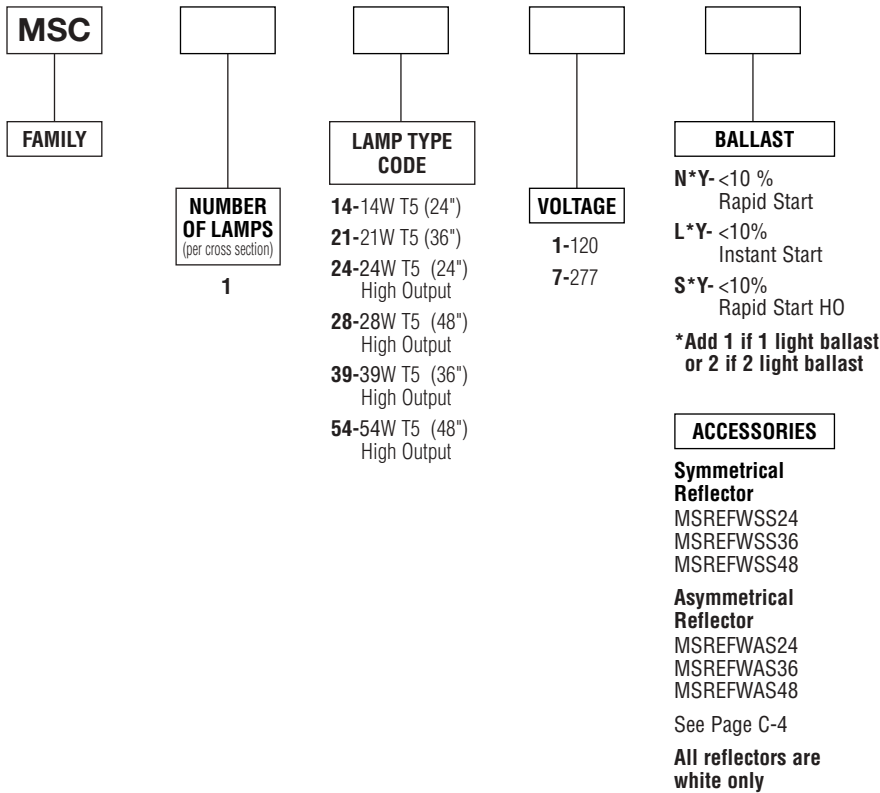 MSC
FAMILY
NUMBER
OF LAMPS
(per cross section)
1
LAMP TYPE
CODE
14-14W T5 (24")
21-21W T5 (36")
24-24W T5 (24")
High Output
28-28W T5 (48")
High Output
39-39W T5 (36")
High Output
54-54W T5 (48")
High Output
VOLTAGE
1-120
7-277
BALLAST
N*Y- <10 %
Rapid Start
L*Y- <10%
Instant Start
S*Y- <10%
Rapid Start HO
*Add 1 if 1 light ballast
or 2 if 2 light ballast
ACCESSORIES
Symmetrical
Reflector
MSREFWSS24
MSREFWSS36
MSREFWSS48
Asymmetrical
Reflector
MSREFWAS24
MSREFWAS36
MSREFWAS48
See Page C-4
All reflectors are
white only